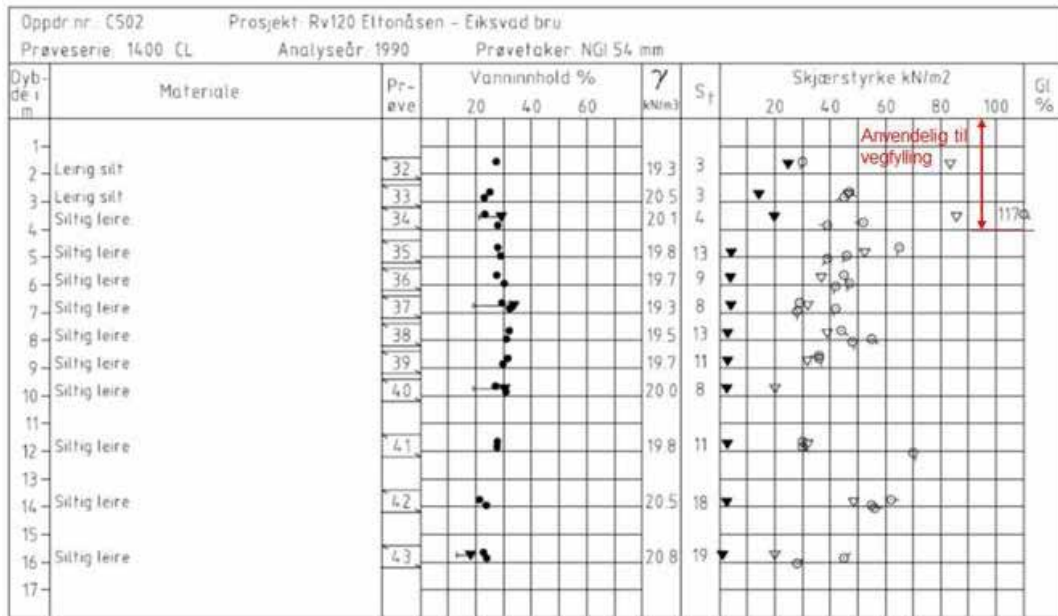 Oppdr.nr. C502 Prosjekt: Rv120 Eltonåsen - Eiksvad bru
Prøveserie: 1400 CL Analyseår: 1990 Prøvetaker: NGI 54 mm
Dyb-
de i
m
Materiale
Pr-
øve
Vanninnhold %
20 40 60
γ
kN/m3
St
Skjærstyrke kN/m2
20 40 60 80 100
Gl.
%
Anvendelig til
vegfylling
1
2 Leirig silt 32 19.3 3
3 Leirig silt 33 20.5 3
Siltig leire 34 20.1 4 117
4
5 Siltig leire 35 19.8 13
6 Siltig leire 36 19.7 9
7 Siltig leire 37 19.3 8
8 Siltig leire 38 19.5 13
9 Siltig leire 39 19.7 11
10 Siltig leire 40 20.0 8
11
12 Siltig leire 41 19.8 11
13
14 Siltig leire 42 20.5 18
15
16 Siltig leire 43 20.8 19
17